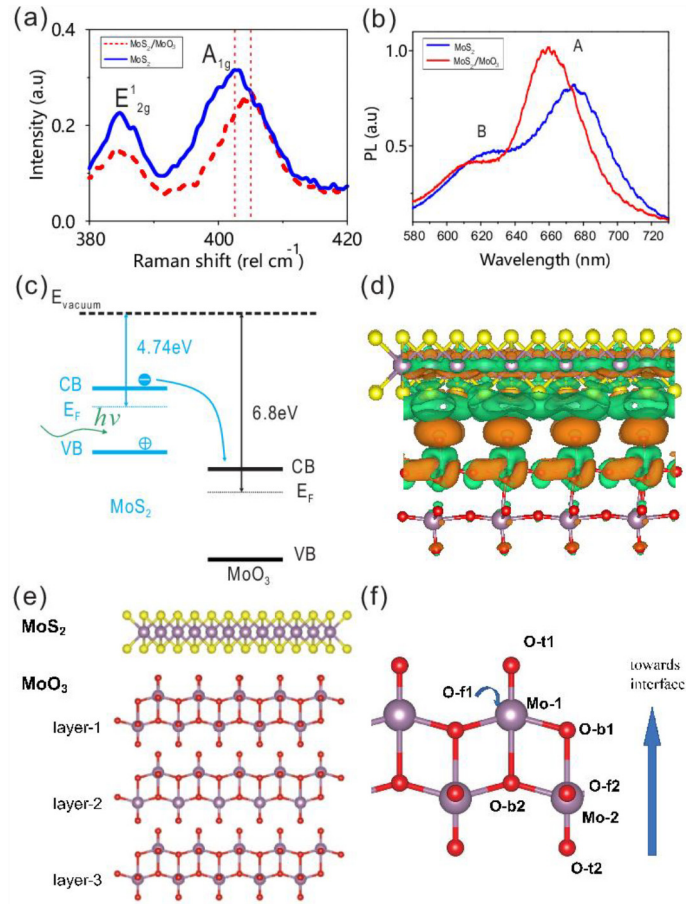 (a)
MoS2/MoO3
MoS2
A1g
E12g
Intensity (a.u)
0.4
0.2
0.0
380
400
420
Raman shift (rel cm-1)
(b)
MoS2
MoS2/MoO3
A
B
PL (a.u)
1.0
0.5
580 600 620 640 660 680 700 720
Wavelength (nm)
(c)
Evacuum
4.74eV
6.8eV
CB
EF
hν
VB
MoS2
CB
EF
VB
MoO3
(d)
(e)
MoS2
MoO3
layer-1
layer-2
layer-3
(f)
O-t1
O-f1
Mo-1
O-b1
O-f2
O-b2
Mo-2
O-t2
towards
interface